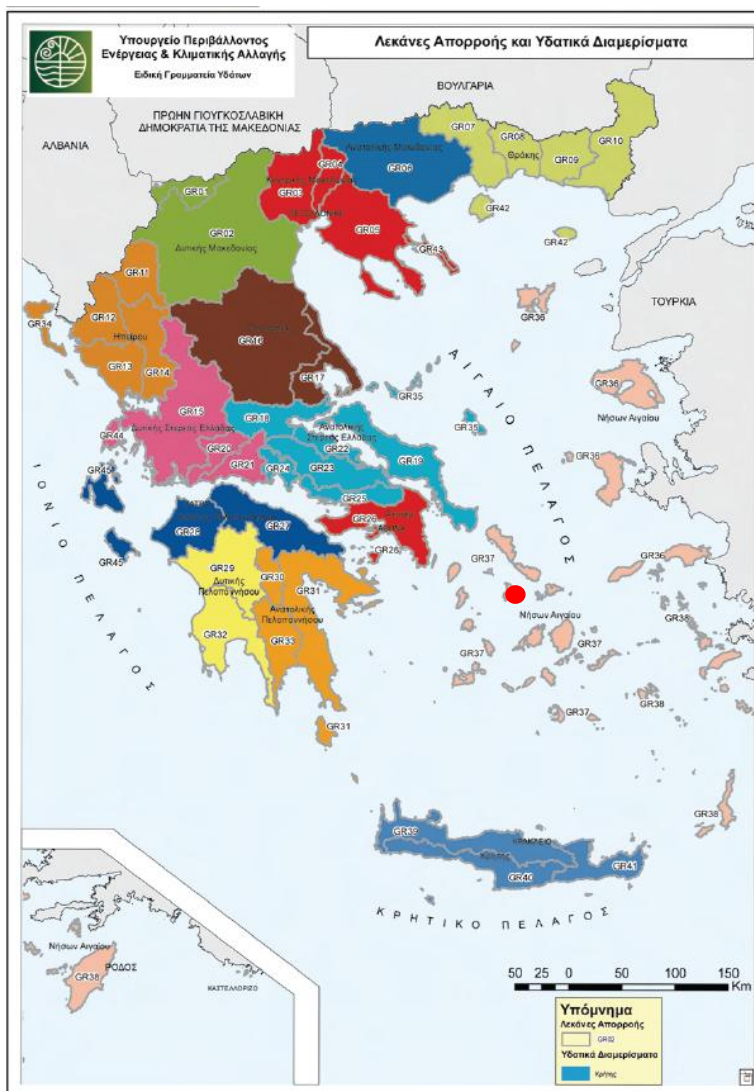 Υπουργείο Περιβάλλοντος
Ενέργειας & Κλιματικής Αλλαγής
Ειδική Γραμματεία Υδάτων
Λεκάνες Απορροής και Υδατικά Διαμερίσματα
ΒΟΥΛΓΑΡΙΑ
ΠΡΩΗΝ ΓΙΟΥΓΚΟΣΛΑΒΙΚΗ
ΔΗΜΟΚΡΑΤΙΑ ΤΗΣ ΜΑΚΕΔΟΝΙΑΣ
ΑΛΒΑΝΙΑ
GR07
GR08
GR10
Ανατολικής Μακεδονίας
Θράκης
GR09
GR04
GR06
GR01
Κεντρικής Μακεδονίας
GR03
GR42
GR05
GR02
GR42
GR43
Δυτικής Μακεδονίας
GR11
ΤΟΥΡΚΙΑ
GR34
GR12
GR36
Ηπείρου
GR16
GR13
GR14
GR17
ΑΙΓΑΙΟ ΠΕΛΑΓΟΣ
GR36
GR35
GR15
Νήσων Αιγαίου
GR18
GR35
Ανατολικής
Στερεάς Ελλάδας
Δυτικής Στερεάς Ελλάδας
GR44
GR20
GR22
GR36
GR21
GR24
GR23
GR19
GR45
GR25
ΙΟΝΙΟ ΠΕΛΑΓΟΣ
GR28
GR27
GR26
GR26
GR45
GR37
GR36
GR29
GR30
GR31
Δυτικής
Πελοποννήσου
Ανατολικής
Πελοποννήσου
Νήσων Αιγαίου
GR38
GR32
GR33
GR37
GR37
GR38
GR37
GR31
GR38
GR39
ΗΡΑΚΛΕΙΟ
Κρήτης
GR40
GR41
ΚΡΗΤΙΚΟ ΠΕΛΑΓΟΣ
Νήσων Αιγαίου
ΡΟΔΟΣ
GR38
ΚΑΣΤΕΛΛΟΡΙΖΟ
50 25 0 50 100 150
Km
Υπόμνημα
Λεκάνες Απορροής
GR02
Υδατικά Διαμερίσματα
Κρήτης